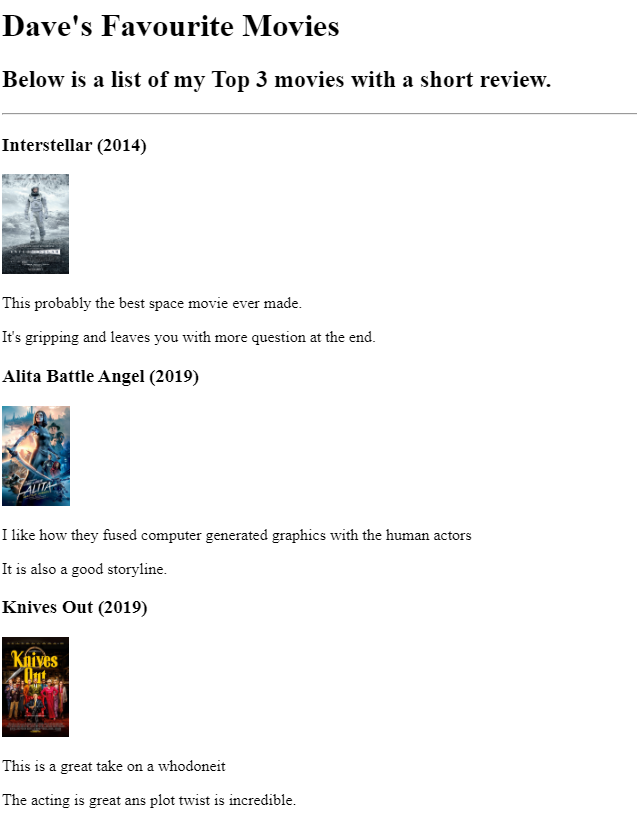 Dave's Favourite Movies
Below is a list of my Top 3 movies with a short review.
Interstellar (2014)
This probably the best space movie ever made.
It's gripping and leaves you with more question at the end.
Alita Battle Angel (2019)
ALITA
I like how they fused computer generated graphics with the human actors
It is also a good storyline.
Knives Out (2019)
Knives
Out
This is a great take on a whodoneit
The acting is great ans plot twist is incredible.